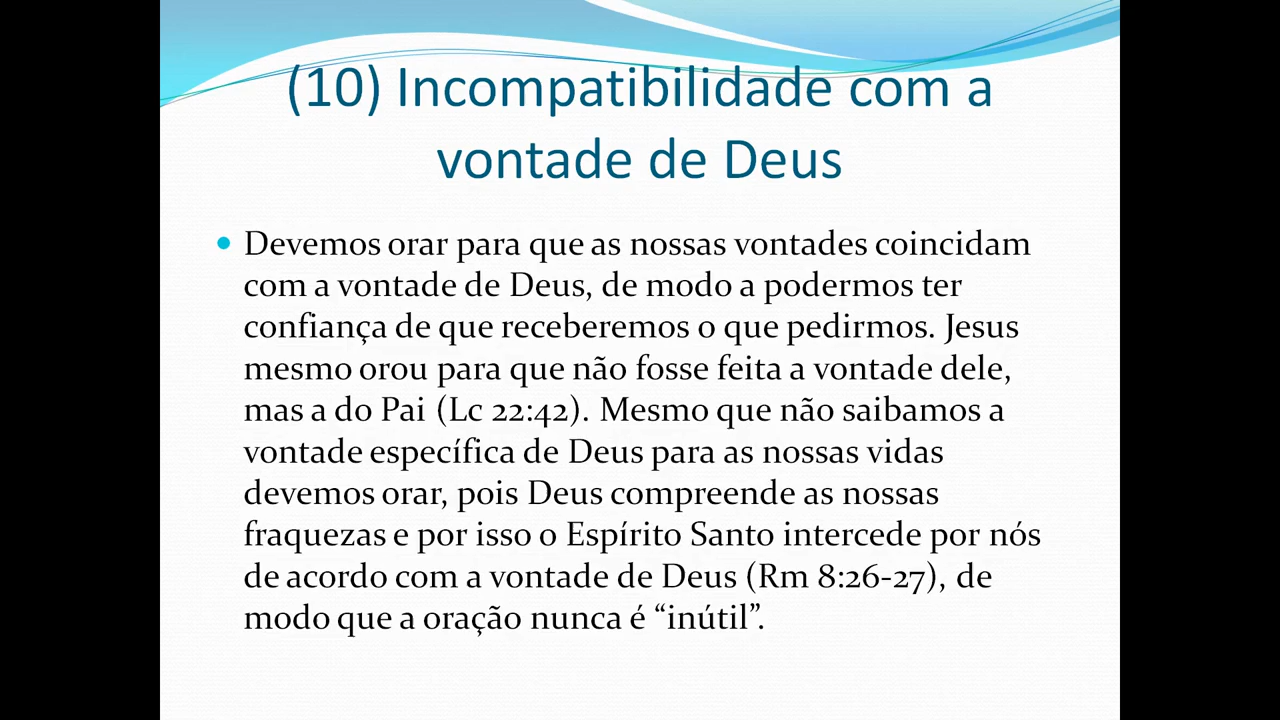 (10) Incompatibilidade com a
vontade de Deus
• Devemos orar para que as nossas vontades coincidam
com a vontade de Deus, de modo a podermos ter
confiança de que receberemos o que pedirmos. Jesus
mesmo orou para que não fosse feita a vontade dele,
mas a do Pai (Lc 22:42). Mesmo que não saibamos a
vontade específica de Deus para as nossas vidas
devemos orar, pois Deus compreende as nossas
fraquezas e por isso o Espírito Santo intercede por nós
de acordo com a vontade de Deus (Rm 8:26-27), de
modo que a oração nunca é “inútil”.